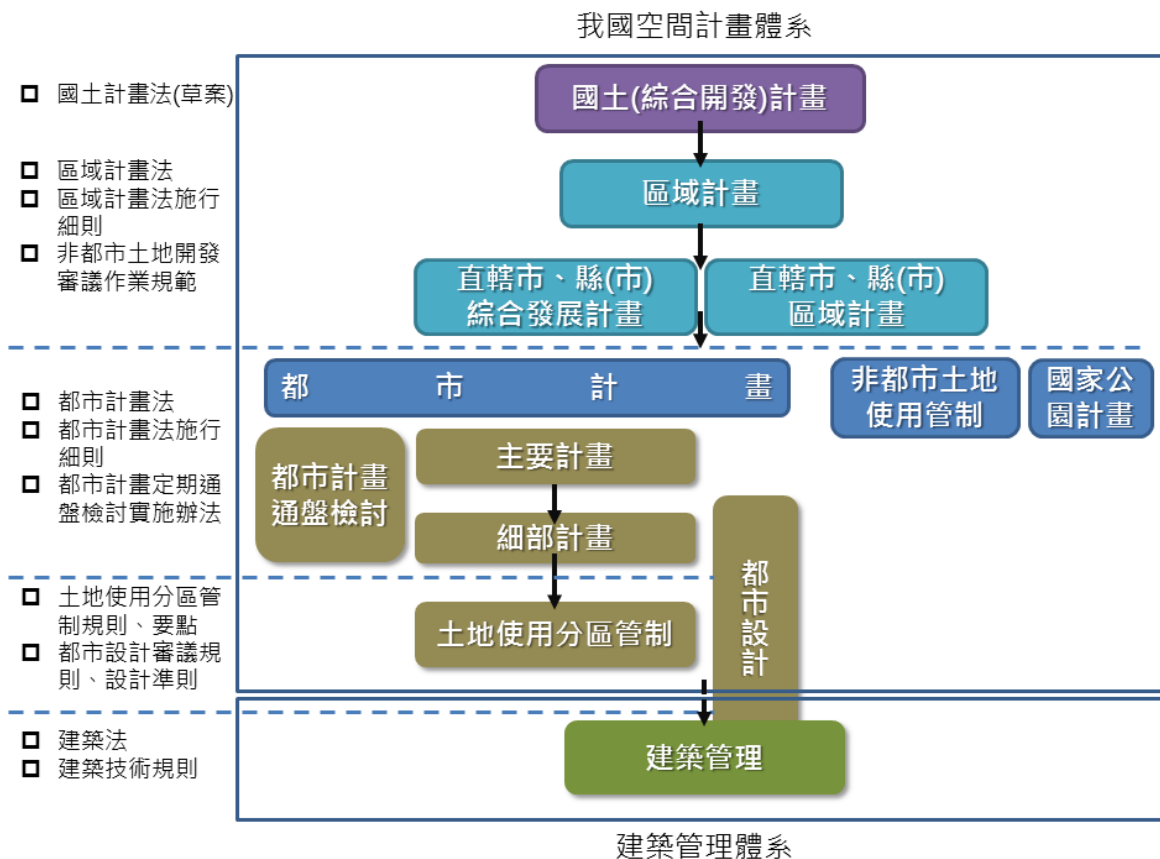 我國空間計畫體系
國土計畫法(草案)
區域計畫法
區域計畫法施行
細則
非都市土地開發
審議作業規範
國土(綜合開發)計畫
區域計畫
直轄市、縣(市)
綜合發展計畫
直轄市、縣(市)
區域計畫
都市計畫法
都市計畫法施行
細則
都市計畫定期通
盤檢討實施辦法
都 市 計 畫
非都市土地
使用管制
國家公
園計畫
都市計畫
通盤檢討
主要計畫
細部計畫
都市設計
土地使用分區管
制規則、要點
都市設計審議規
則、設計準則
土地使用分區管制
建築法
建築技術規則
建築管理
建築管理體系